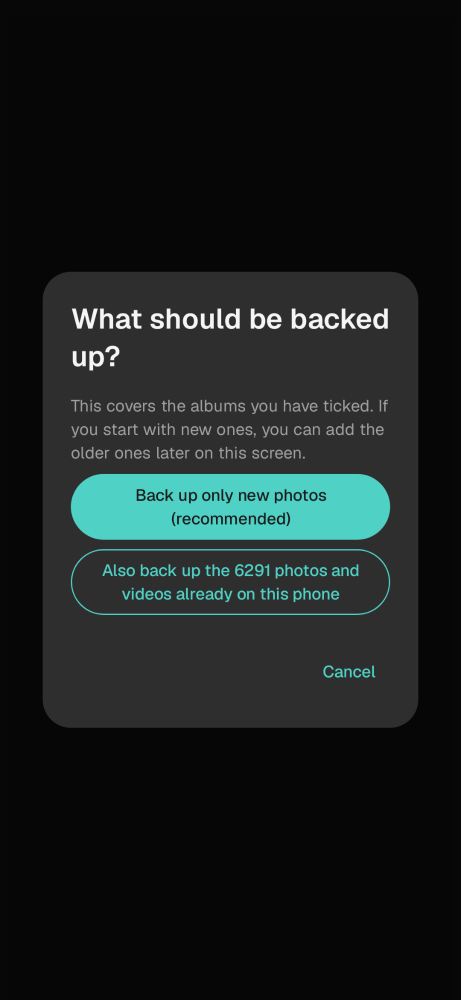 What should be backed
up?
This covers the albums you have ticked. If
you start with new ones, you can add the
older ones later on this screen.
Back up only new photos
(recommended)
Also back up the 6291 photos and
videos already on this phone
Cancel